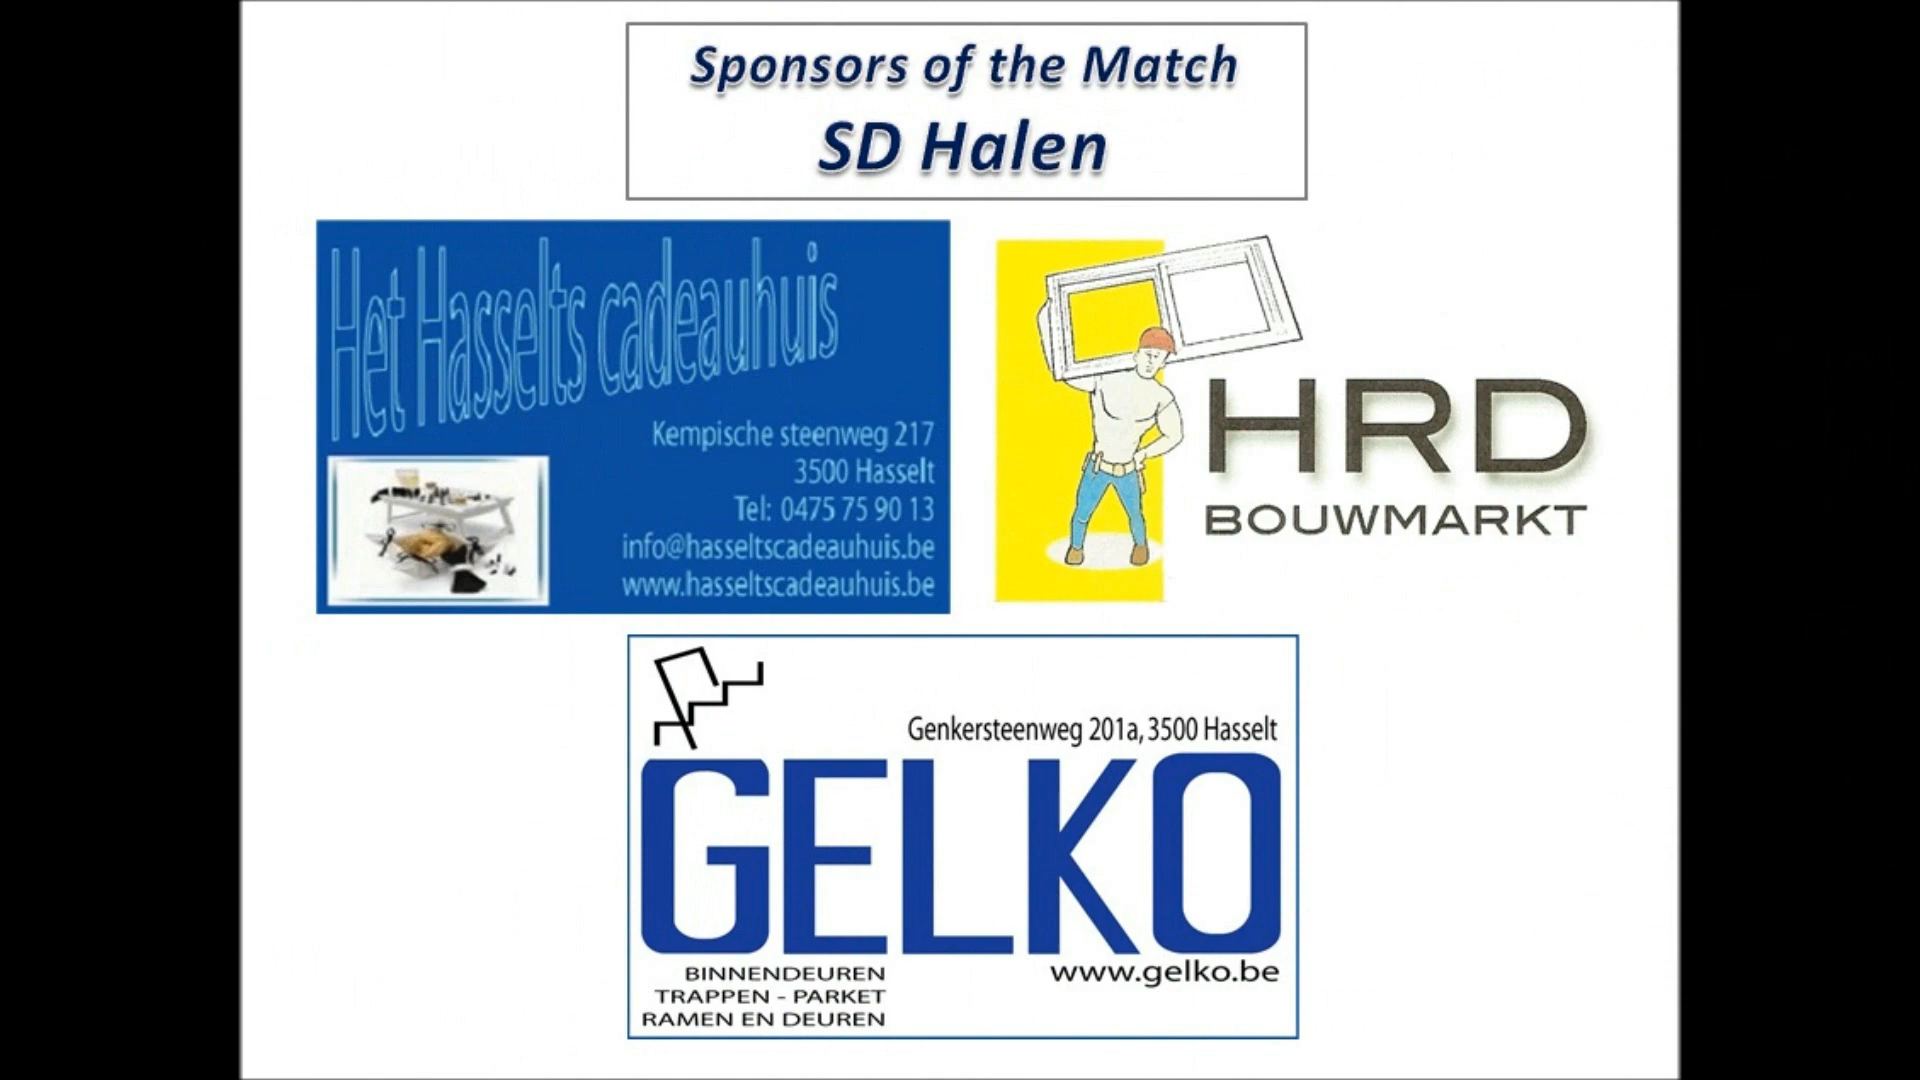 Sponsors of the Match
SD Halen
Het Hasselts cadeauhuis
Kempische steenweg 217
3500 Hasselt
Tel: 0475 75 90 13
info@hasseltscadeauhuis.be
www.hasseltscadeauhuis.be
HRD
BOUWMARKT
Genkersteenweg 201a, 3500 Hasselt
GELKO
BINNENDEUREN
TRAPPEN - PARKET
RAMEN EN DEUREN
www.gelko.be